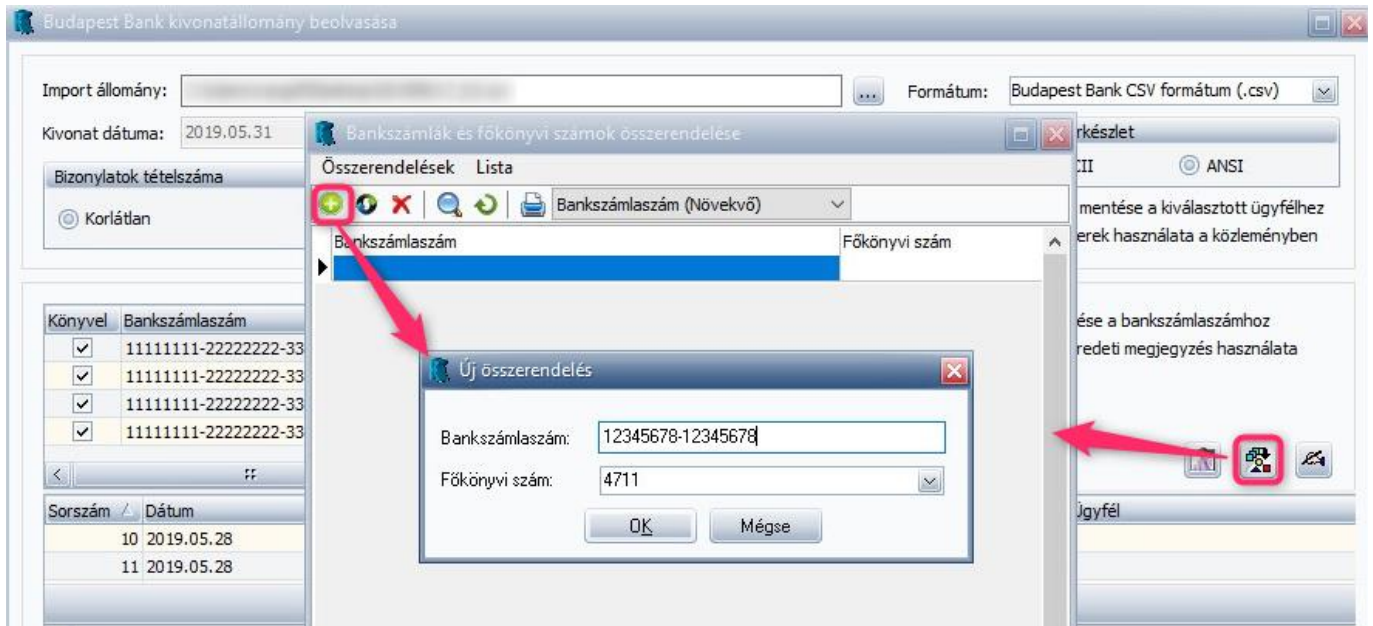 Budapest Bank kivonatállomány beolvasása
Import állomány:
... Formátum: Budapest Bank CSV formátum (.csv)
Kivonat dátuma: 2019.05.31
Bankszámlák és főkönyvi számok összerendelése
rkészlet
Bizonylatok tételszáma
Összerendelések Lista
CII ANSI
Korlátlan
Bankszámlaszám (Növekvő)
mentése a kiválasztott ügyfélhez
Bankszámlaszám Főkönyvi szám
erek használata a közleményben
Könyvel Bankszámlaszám
ése a bankszámlaszámhoz
11111111-22222222-33
redeti megjegyzés használata
11111111-22222222-33
11111111-22222222-33
11111111-22222222-33
Új összerendelés
Bankszámlaszám: 12345678-12345678
Főkönyvi szám: 4711
OK Mégse
Sorszám Dátum
Ügyfél
10 2019.05.28
11 2019.05.28